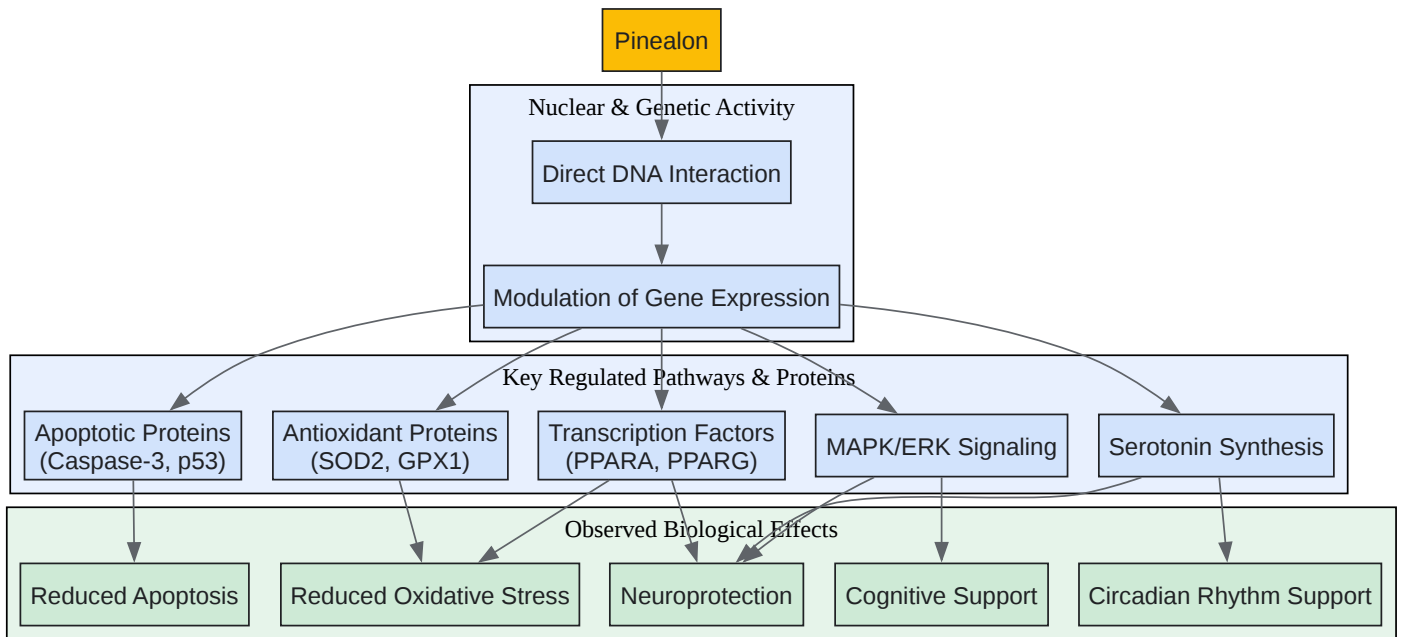 Pinealon
Nuclear & Genetic Activity
Direct DNA Interaction
Modulation of Gene Expression
Key Regulated Pathways & Proteins
Apoptotic Proteins
(Caspase-3, p53)
Antioxidant Proteins
(SOD2, GPX1)
Transcription Factors
(PPARA, PPARG)
MAPK/ERK Signaling
Serotonin Synthesis
Observed Biological Effects
Reduced Apoptosis
Reduced Oxidative Stress
Neuroprotection
Cognitive Support
Circadian Rhythm Support